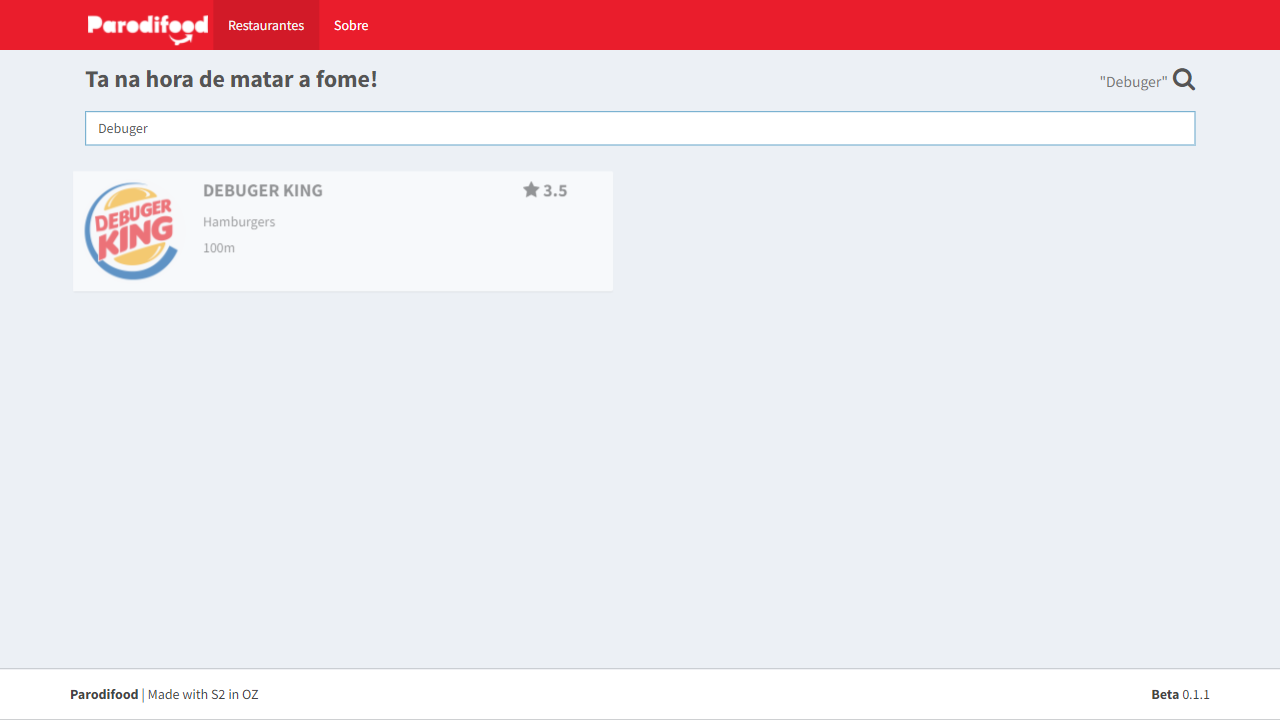 Parodifood Restaurantes Sobre
Ta na hora de matar a fome!
"Debuger"
Debuger
DEBUGER KING
DEBUGER KING
3.5
Hamburgers
100m
Parodifood | Made with S2 in OZ
Beta 0.1.1